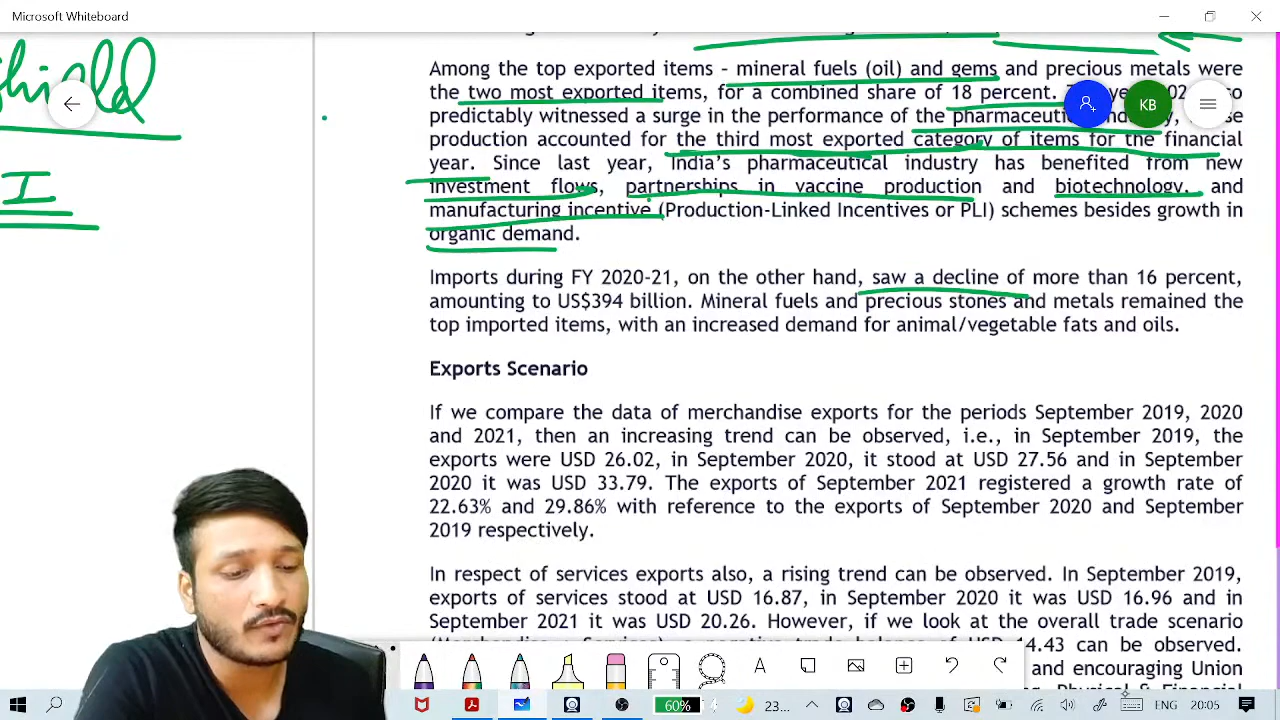 Microsoft Whiteboard
Shield
I
KB
Among the top exported items - mineral fuels (oil) and gems and precious metals were
the two most exported items, for a combined share of 18 percent.
predictably witnessed a surge in the performance of the
production accounted for the third most exported category of items for the financial
year. Since last year, India's pharmaceutical industry has benefited from new
investment flows, partnerships in vaccine production and biotechnology, and
manufacturing incentive (Production-Linked Incentives or PLI) schemes besides growth in
organic demand.
Imports during FY 2020-21, on the other hand, saw a decline of more than 16 percent,
amounting to US$394 billion. Mineral fuels and precious stones and metals remained the
top imported items, with an increased demand for animal/vegetable fats and oils.
Exports Scenario
If we compare the data of merchandise exports for the periods September 2019, 2020
and 2021, then an increasing trend can be observed, i.e., in September 2019, the
exports were USD 26.02, in September 2020, it stood at USD 27.56 and in September
2020 it was USD 33.79. The exports of September 2021 registered a growth rate of
22.63% and 29.86% with reference to the exports of September 2020 and September
2019 respectively.
In respect of services exports also, a rising trend can be observed. In September 2019,
exports of services stood at USD 16.87, in September 2020 it was USD 16.96 and in
September 2021 it was USD 20.26. However, if we look at the overall trade scenario
4.43 can be observed.
and encouraging Union
A
60%
23...
ENG
20:05